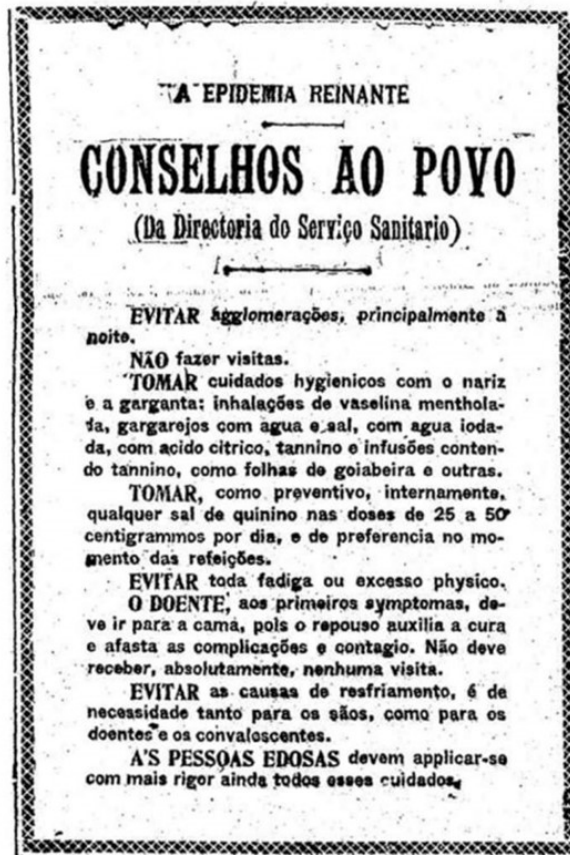 A EPIDEMIA REINANTE
CONSELHOS AO POVO
(Da Directoria do Serviço Sanitario)
EVITAR agglomerações, principalmente á
noite.
NÃO fazer visitas.
TOMAR cuidados hygienicos com o nariz
e a garganta: inhalações de vaselina menthola-
da, gargarejos com agua e sal, com agua ioda-
da, com acido citrico, tannino e infusões conten-
do tannino, como folhas de goiabeira e outras.
TOMAR, como preventivo, internamente,
qualquer sal de quinino nas doses de 25 a 50
centigrammos por dia, e de preferencia no mo-
mento das refeições.
EVITAR toda fadiga ou excesso physico.
O DOENTE, aos primeiros symptomas, de-
ve ir para a cama, pois o repouso auxilia a cura
e afasta as complicações e contagio. Não deve
receber, absolutamente, nenhuma visita.
EVITAR as causas de resfriamento, é de
necessidade tanto para os sãos, como para os
doentes e os convalescentes.
A'S PESSOAS EDOSAS devem applicar-se
com mais rigor ainda todos esses cuidados.